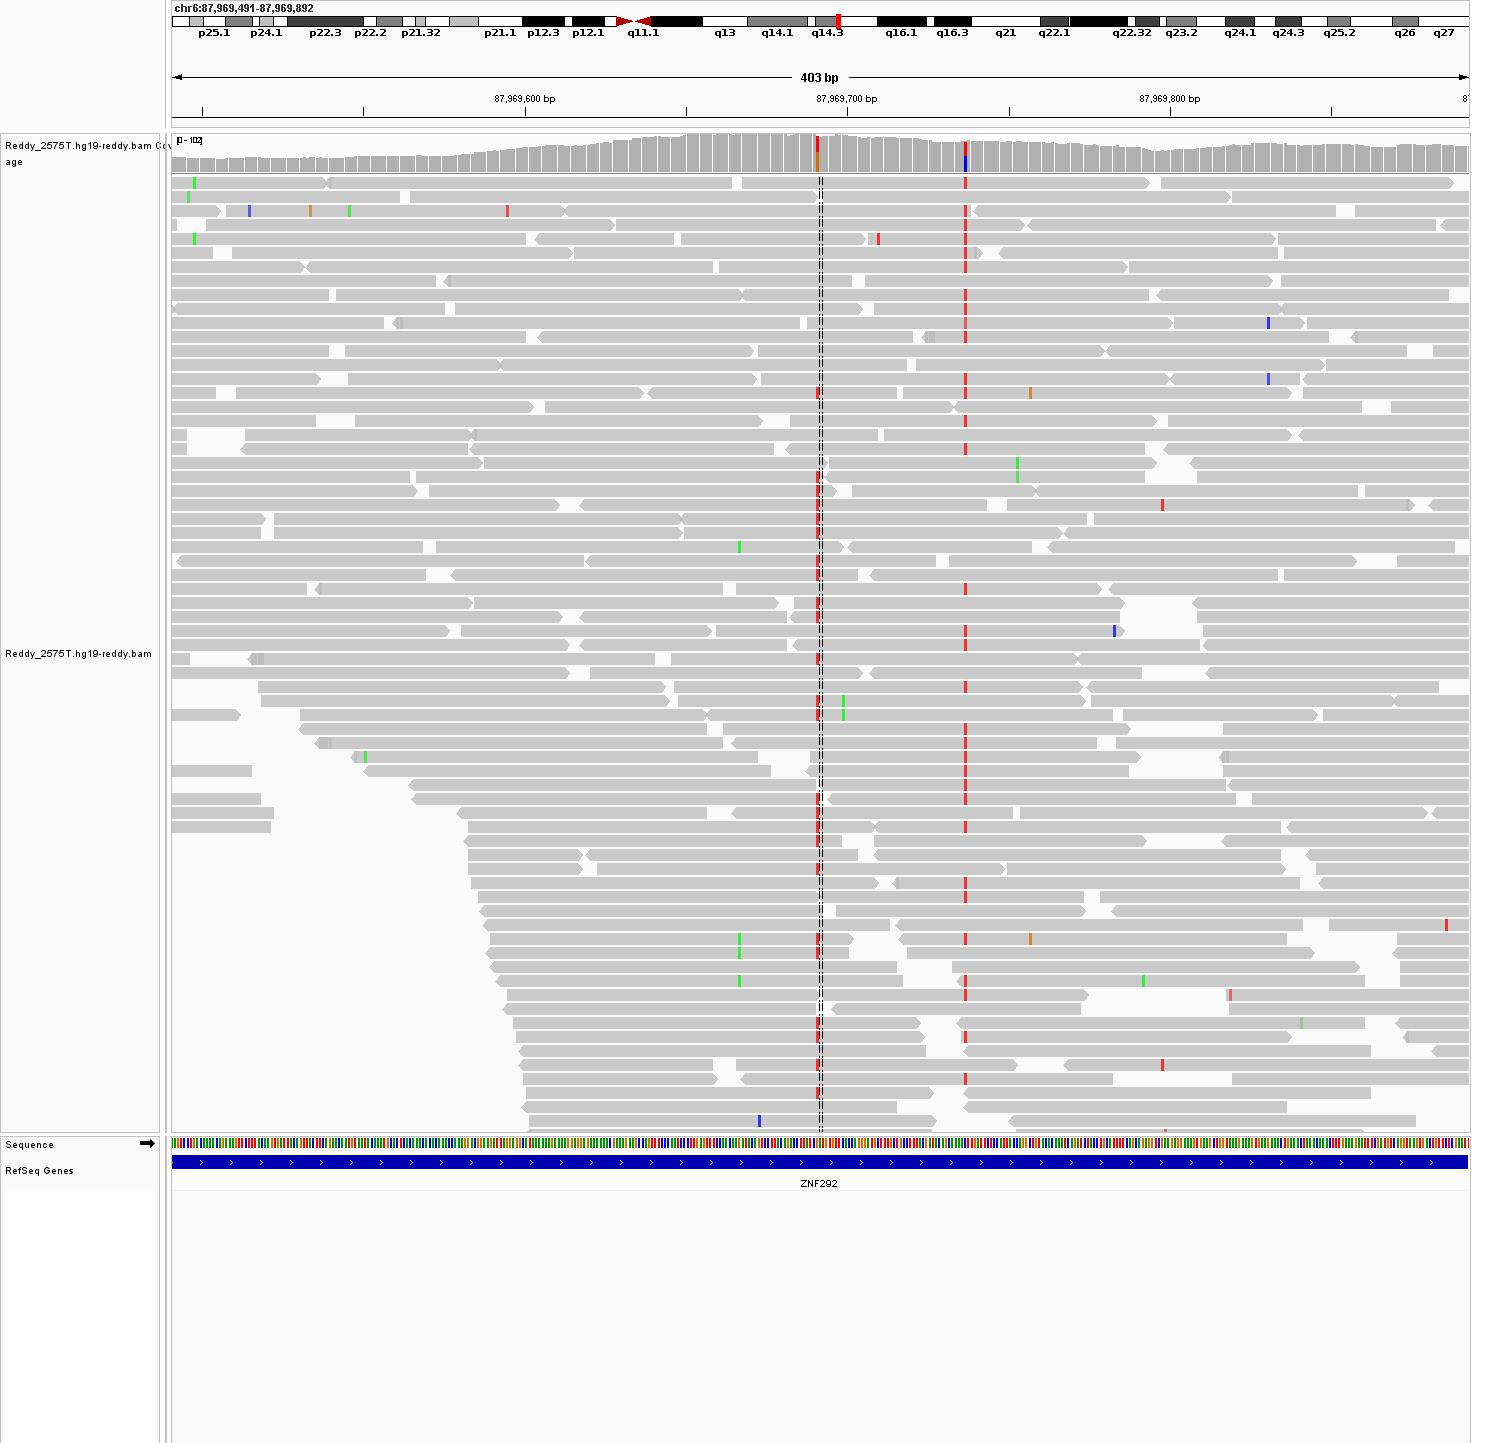 chr6:87,969,491-87,969,892
p25.1 p24.1 p22.3 p22.2 p21.32 p21.1 p12.3 p12.1 q11.1 q13 q14.1 q14.3 q16.1 q16.3 q21 q22.1 q22.32 q23.2 q24.1 q24.3 q25.2 q26 q27
403 bp
87,969,600 bp 87,969,700 bp 87,969,800 bp 8
Reddy_2575T.hg19-reddy.bam Cov
age
[0 - 102]
Reddy_2575T.hg19-reddy.bam
Sequence
RefSeq Genes
ZNF292